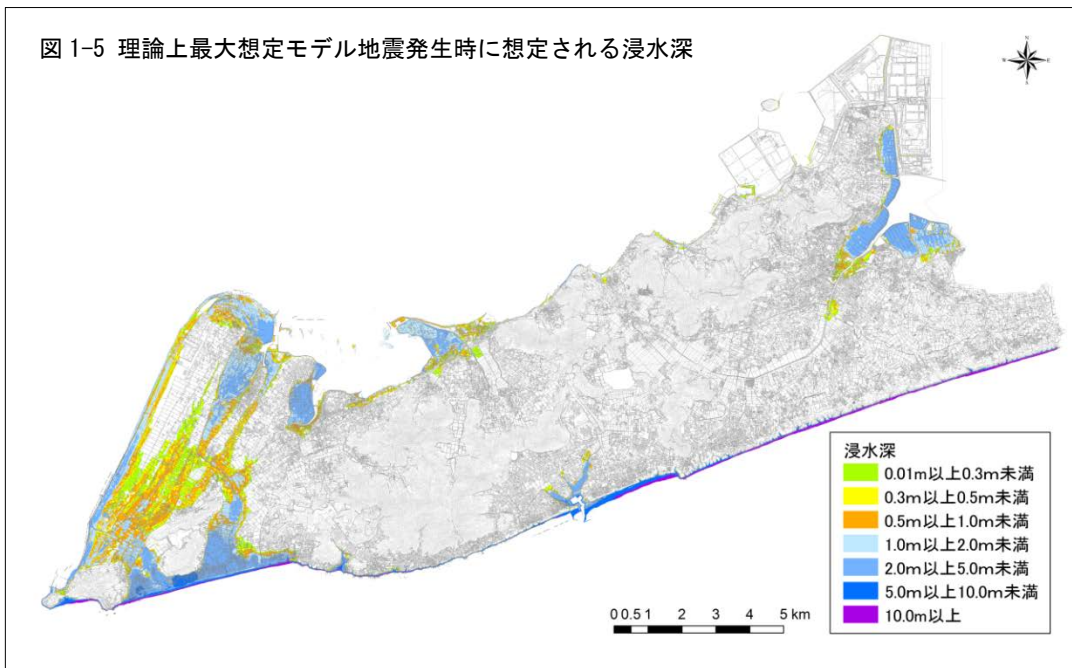 図 1-5 理論上最大想定モデル地震発生時に想定される浸水深
N
W E
S
浸水深
0.01m以上0.3m未満
0.3m以上0.5m未満
0.5m以上1.0m未満
1.0m以上2.0m未満
2.0m以上5.0m未満
5.0m以上10.0m未満
10.0m以上
0 0.5 1 2 3 4 5 km